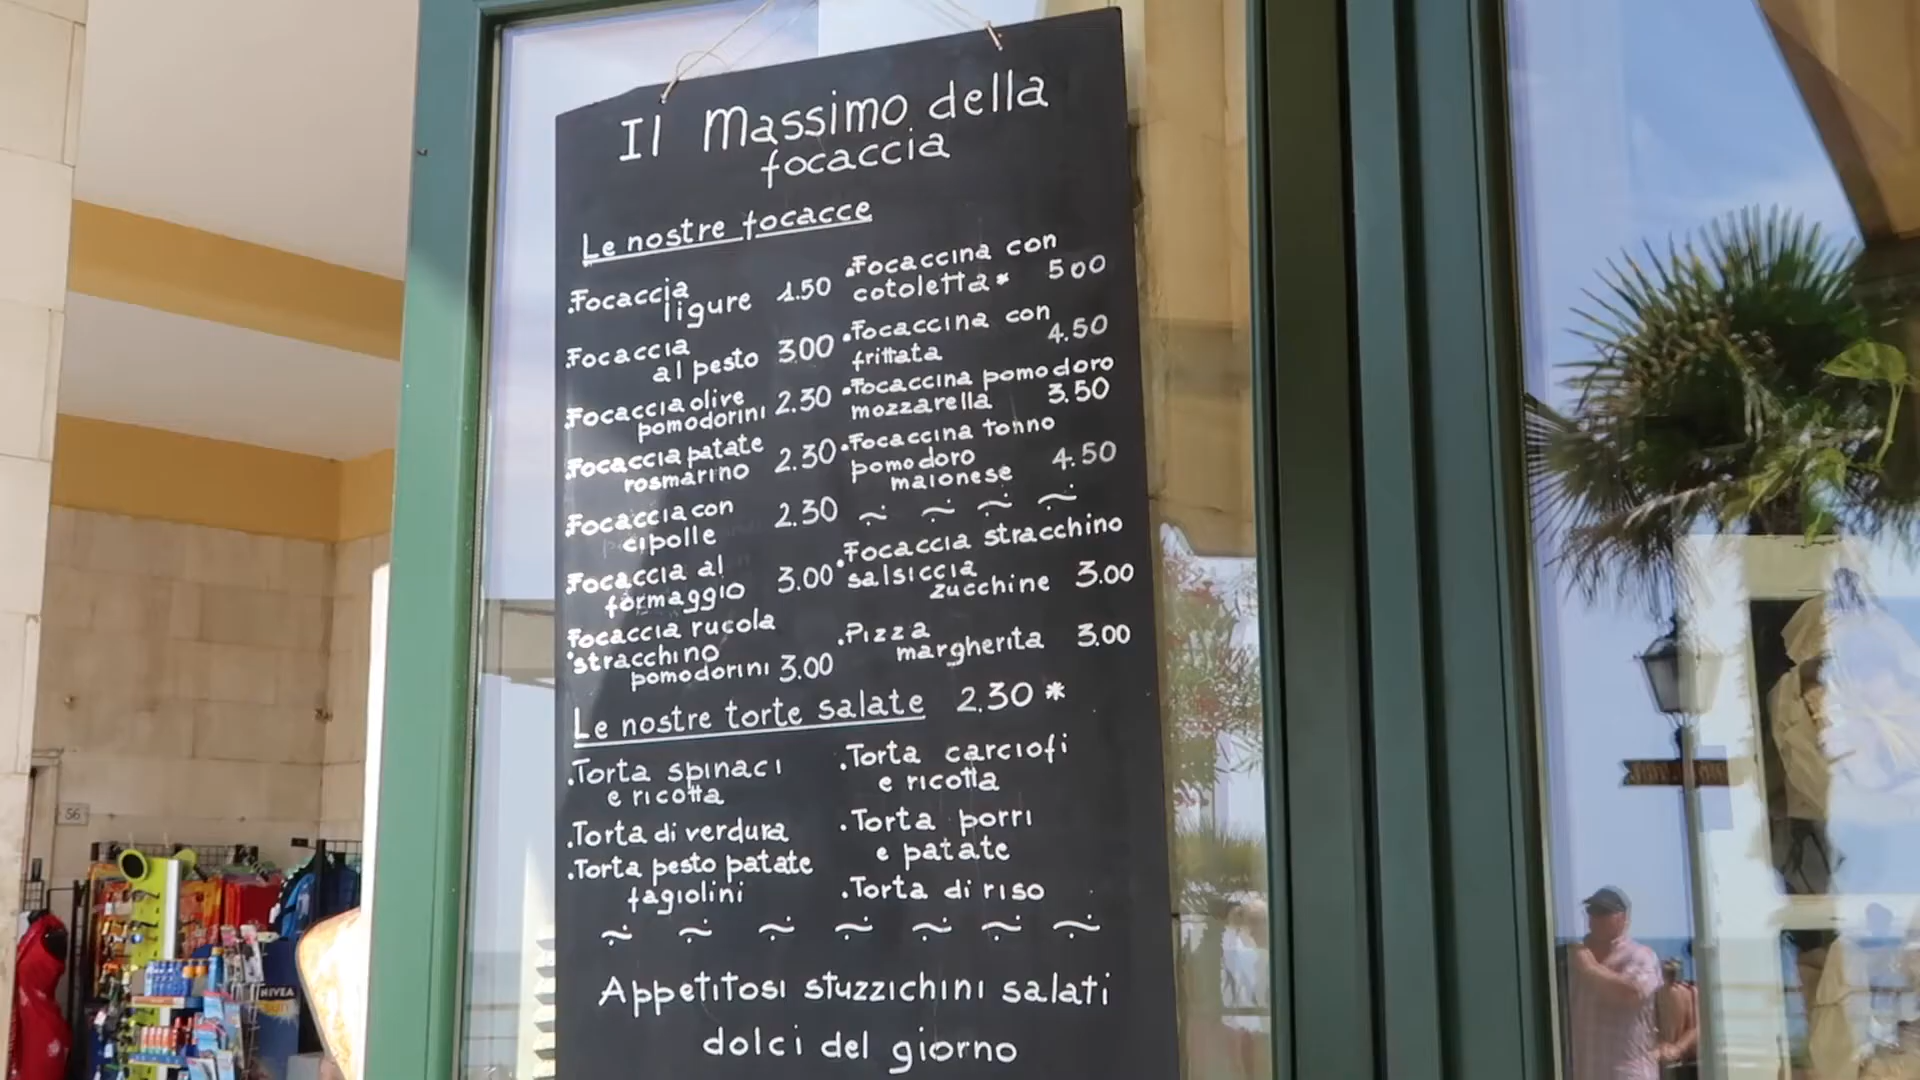 Il Massimo della
focaccia
Le nostre focacce
.Focaccia
ligure 1.50
.Focaccia
al pesto 3.00
.Focaccia olive
pomodorini 2.30
.Focaccia patate
rosmarino 2.30
.Focaccia con
cipolle 2.30
.Focaccia al
formaggio 3.00
.Focaccia rucola
stracchino
pomodorini 3.00
.Focaccina con
cotoletta* 5 00
.Focaccina con
frittata 4.50
.Focaccina pomodoro
mozzarella 3.50
.Focaccina tonno
pomodoro
maionese 4.50
.Focaccia stracchino
salsiccia
zucchine 3.00
.Pizza
margherita 3.00
Le nostre torte salate 2.30 *
.Torta spinaci
e ricotta
.Torta di verdura
.Torta pesto patate
fagiolini
.Torta carciofi
e ricotta
.Torta porri
e patate
.Torta di riso
Appetitosi stuzzichini salati
dolci del giorno
56
NIVEA